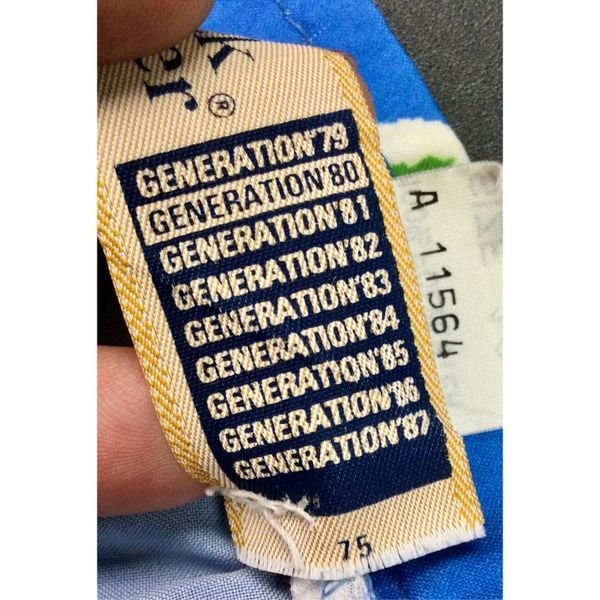 er ®
GENERATION'79
GENERATION'80
GENERATION'81
GENERATION'82
GENERATION'83
GENERATION'84
GENERATION'85
GENERATION'86
GENERATION'87
75
A 11564